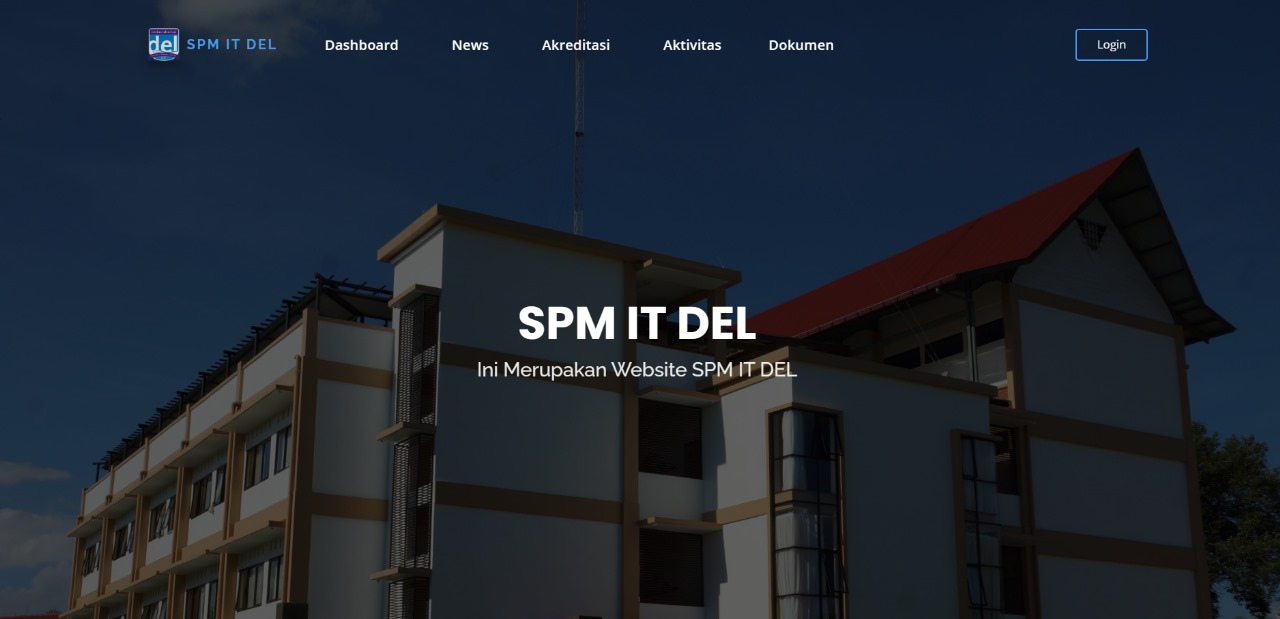 del
SPM IT DEL
Dashboard
News
Akreditasi
Aktivitas
Dokumen
Login
SPM IT DEL
Ini Merupakan Website SPM IT DEL